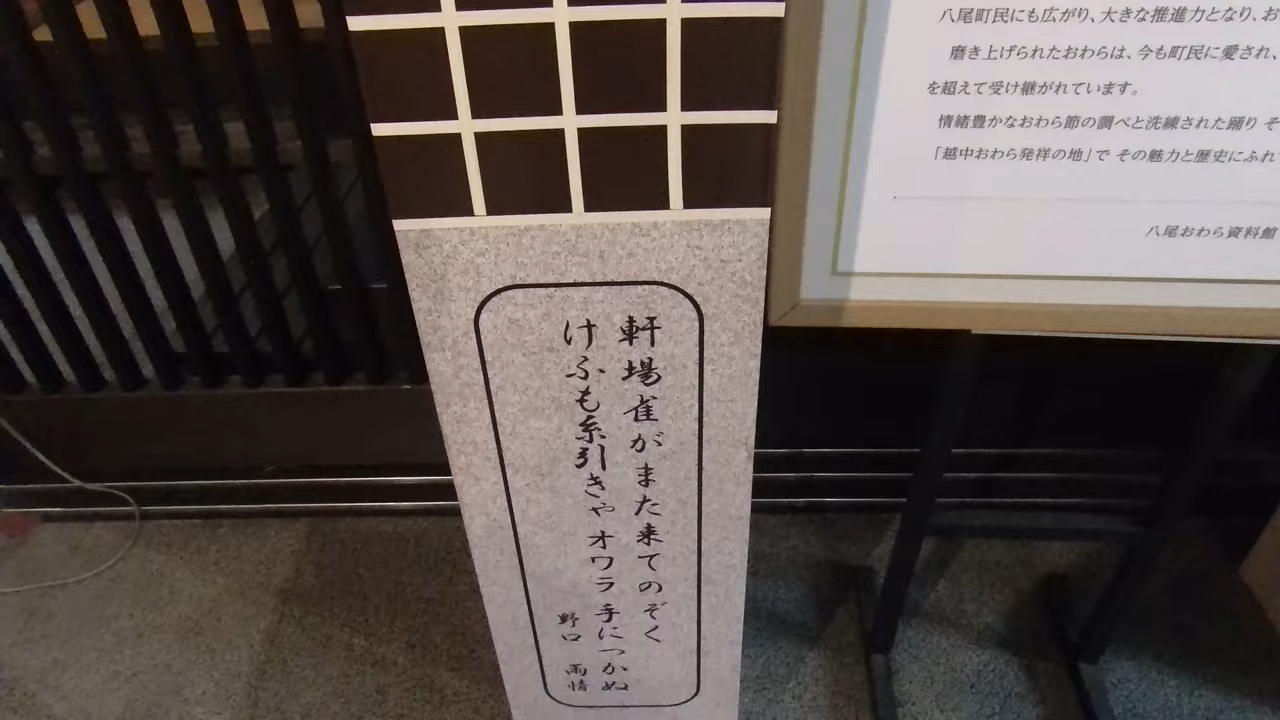 八尾町民にも広がり、大きな推進力となり、お
磨き上げられたおわらは、今も町民に愛され、
を超えて受け継がれています。
情緒豊かなおわら節の調べと洗練された踊り そ
「越中おわら発祥の地」で その魅力と歴史にふれ
八尾おわら資料館
軒場雀がまた来てのぞく
けふも糸引きやオワラ手につかぬ
野口 雨情